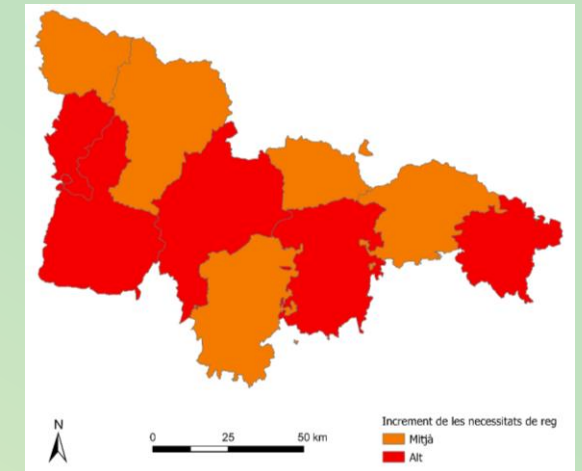 N
0 25 50 km
Increment de les necessitats de reg
Mitjà
Alt